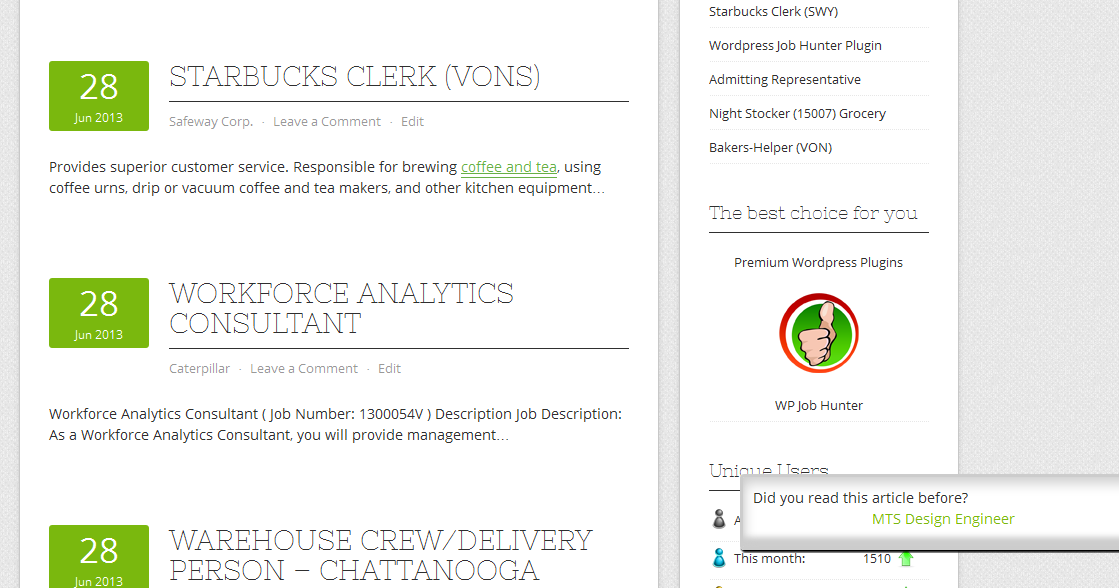 28
Jun 2013
STARBUCKS CLERK (VONS)
Safeway Corp. · Leave a Comment · Edit
Provides superior customer service. Responsible for brewing coffee and tea, using
coffee urns, drip or vacuum coffee and tea makers, and other kitchen equipment…
28
Jun 2013
WORKFORCE ANALYTICS
CONSULTANT
Caterpillar · Leave a Comment · Edit
Workforce Analytics Consultant ( Job Number: 1300054V ) Description Job Description:
As a Workforce Analytics Consultant, you will provide management…
28
Jun 2013
WAREHOUSE CREW/DELIVERY
PERSON – CHATTANOOGA
Starbucks Clerk (SWY)
Wordpress Job Hunter Plugin
Admitting Representative
Night Stocker (15007) Grocery
Bakers-Helper (VON)
The best choice for you
Premium Wordpress Plugins
WP Job Hunter
Unique Users
Did you read this article before?
MTS Design Engineer
This month: 1510